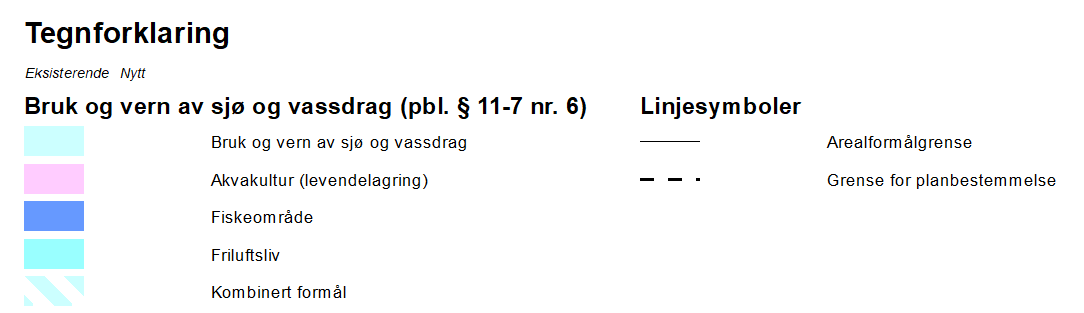 Tegnforklaring
Eksisterende Nytt
Bruk og vern av sjø og vassdrag (pbl. § 11-7 nr. 6)
Bruk og vern av sjø og vassdrag
Akvakultur (levendelagring)
Fiskeområde
Friluftsliv
Kombinert formål
Linjesymboler
Arealformålgrense
Grense for planbestemmelse